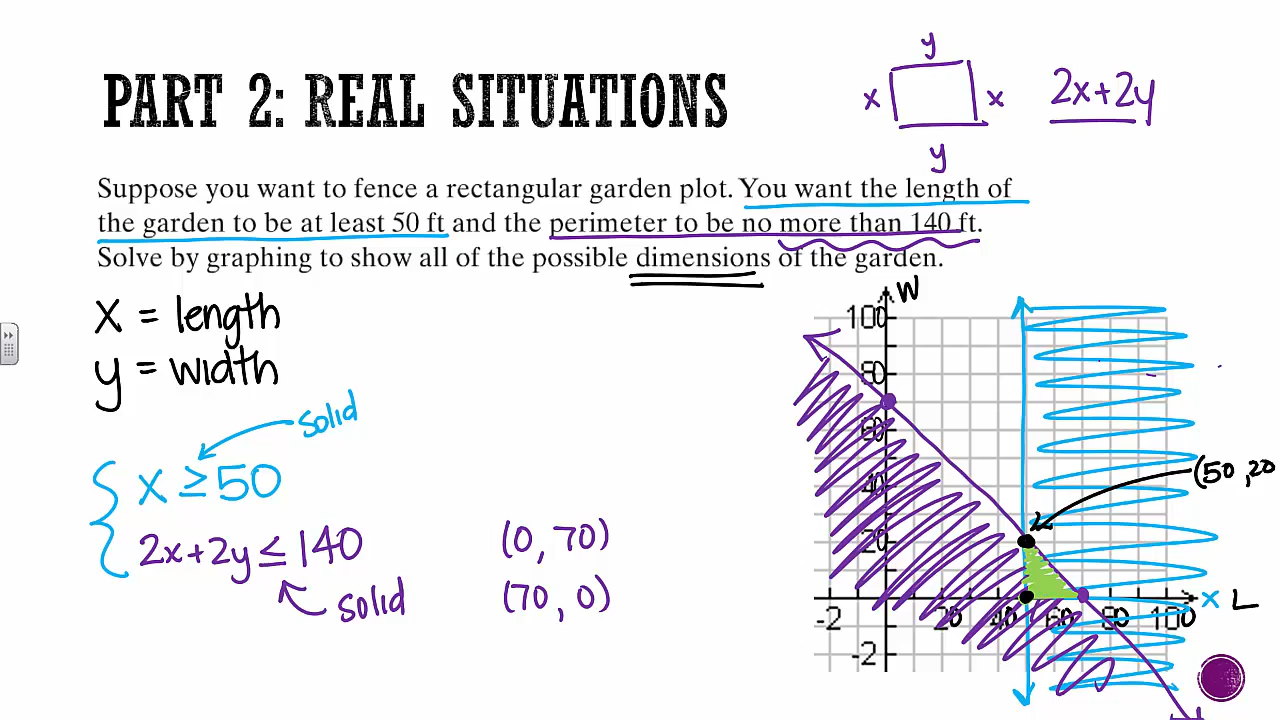 PART 2: REAL SITUATIONS
y
x x 2x+2y
y
Suppose you want to fence a rectangular garden plot. You want the length of
the garden to be at least 50 ft and the perimeter to be no more than 140 ft.
Solve by graphing to show all of the possible dimensions of the garden.
x = length
y = width
solid
x ≥ 50
2x+2y ≤ 140
solid
(0, 70)
(70, 0)
W
100
80
60
40
20
(50, 20
-2 20 40 60 80 100 x L
-2